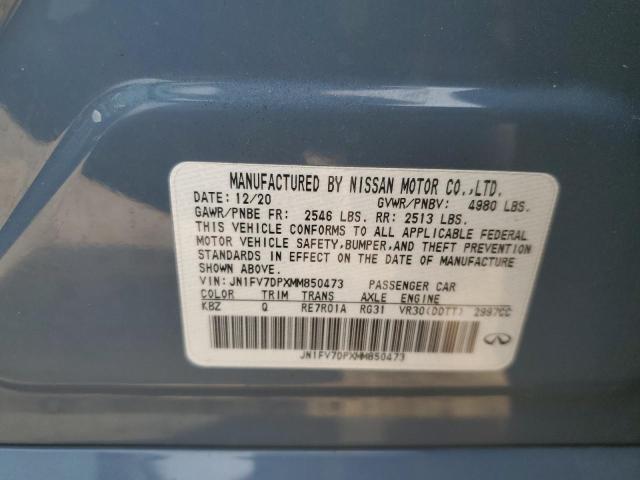 MANUFACTURED BY NISSAN MOTOR CO.,LTD.
DATE: 12/20 GVWR/PNBV: 4980 LBS.
GAWR/PNBE FR: 2546 LBS. RR: 2513 LBS.
THIS VEHICLE CONFORMS TO ALL APPLICABLE FEDERAL
MOTOR VEHICLE SAFETY,BUMPER,AND THEFT PREVENTION
STANDARDS IN EFFECT ON THE DATE OF MANUFACTURE
SHOWN ABOVE.
VIN: JN1FV7DPXMM850473 PASSENGER CAR
COLOR TRIM TRANS AXLE ENGINE
KBZ Q RE7R01A RG31 VR30(DDTT) 2997CC
JN1FV7DPXMM850473